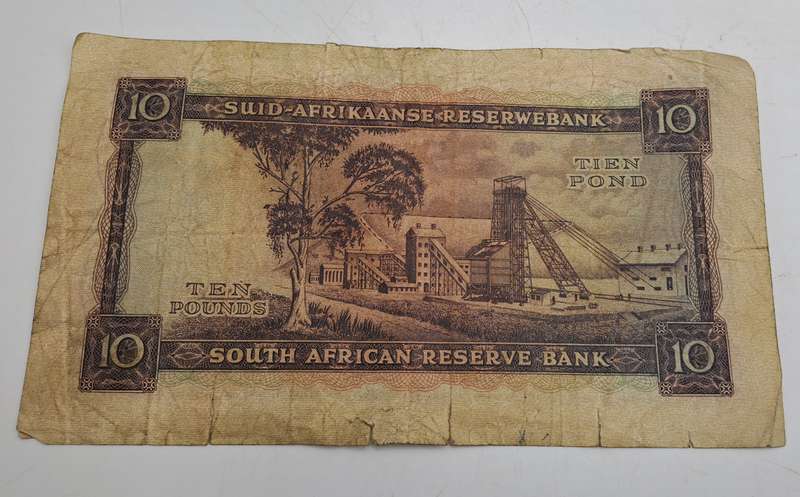 10 SUID-AFRIKAANSE RESERWEBANK 10
TIEN
POND
TEN
POUNDS
10 SOUTH AFRICAN RESERVE BANK 10